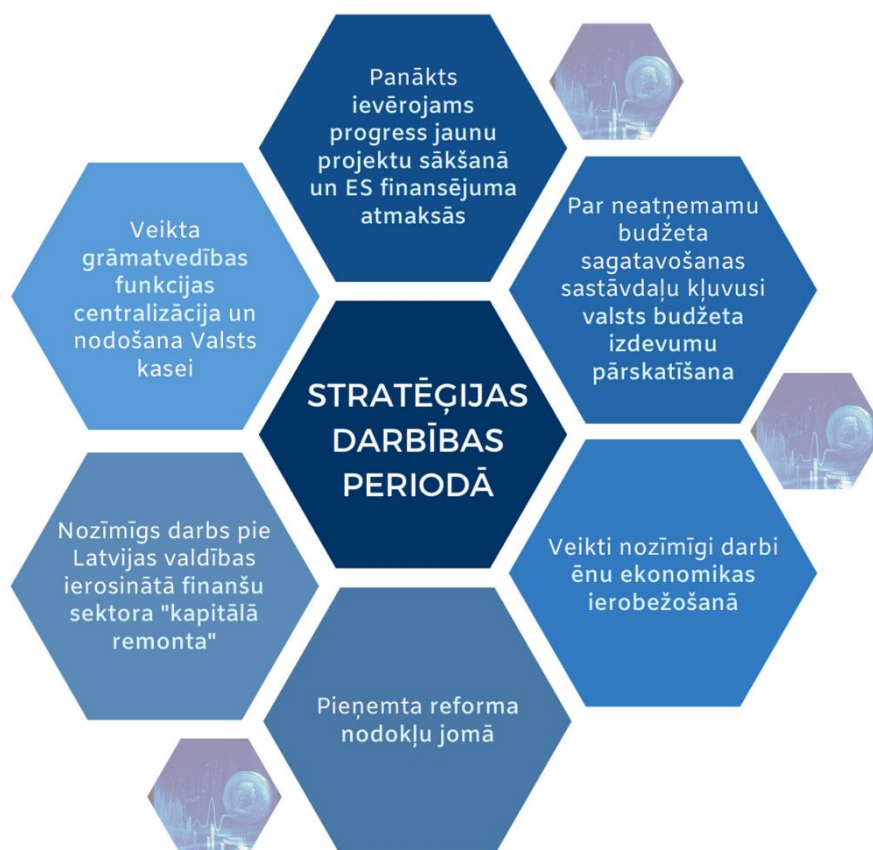 Panākts
ievērojams
progress jaunu
projektu sākšanā
un ES finansējuma
atmaksās
Par neatņemamu
budžeta
sagatavošanas
sastāvdaļu kļuvusi
valsts budžeta
izdevumu
pārskatīšana
Veikta
grāmatvedības
funkcijas
centralizācija un
nodošana Valsts
kasei
STRATĒĢIJAS
DARBĪBAS
PERIODĀ
Nozīmīgs darbs pie
Latvijas valdības
ierosinātā finanšu
sektora "kapitālā
remonta"
Veikti nozīmīgi darbi
ēnu ekonomikas
ierobežošanā
Pieņemta reforma
nodokļu jomā